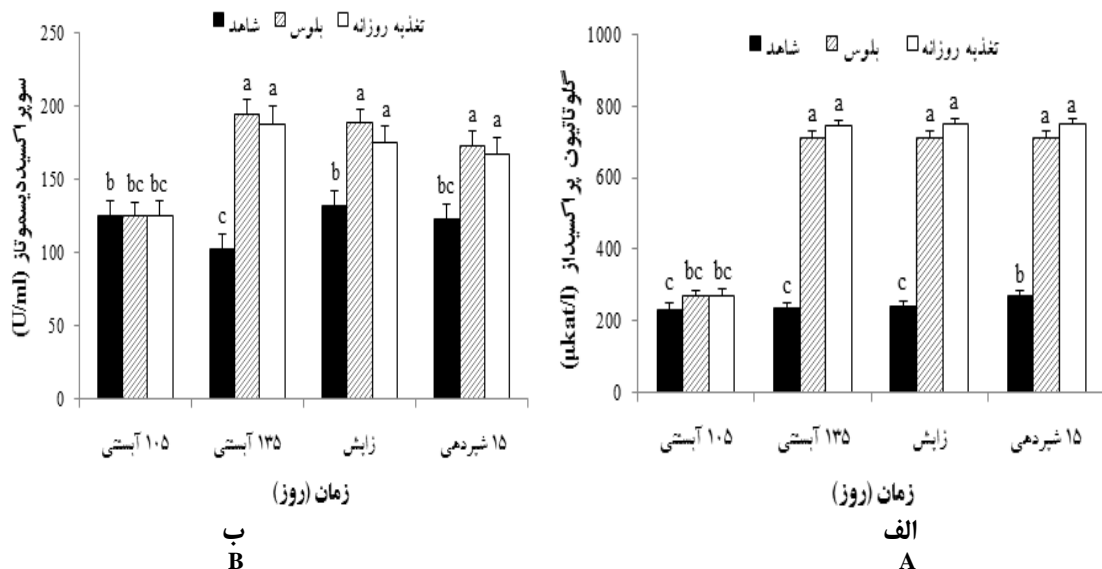 شاهد بلوس تغذیه روزانه
سوپراکسیددیسموتاز (U/ml)
250
200
150
100
50
0
b bc bc c a a b a a bc a a
۱۰۵ آبستنی ۱۳۵ آبستنی زایش ۱۵ شیردهی
زمان (روز)
ب
B
شاهد بلوس تغذیه روزانه
گلوتاتیون پراکسیداز (µkat/l)
1000
800
600
400
200
0
c bc bc c a a c a a b a a
۱۰۵ آبستنی ۱۳۵ آبستنی زایش ۱۵ شیردهی
زمان (روز)
الف
A